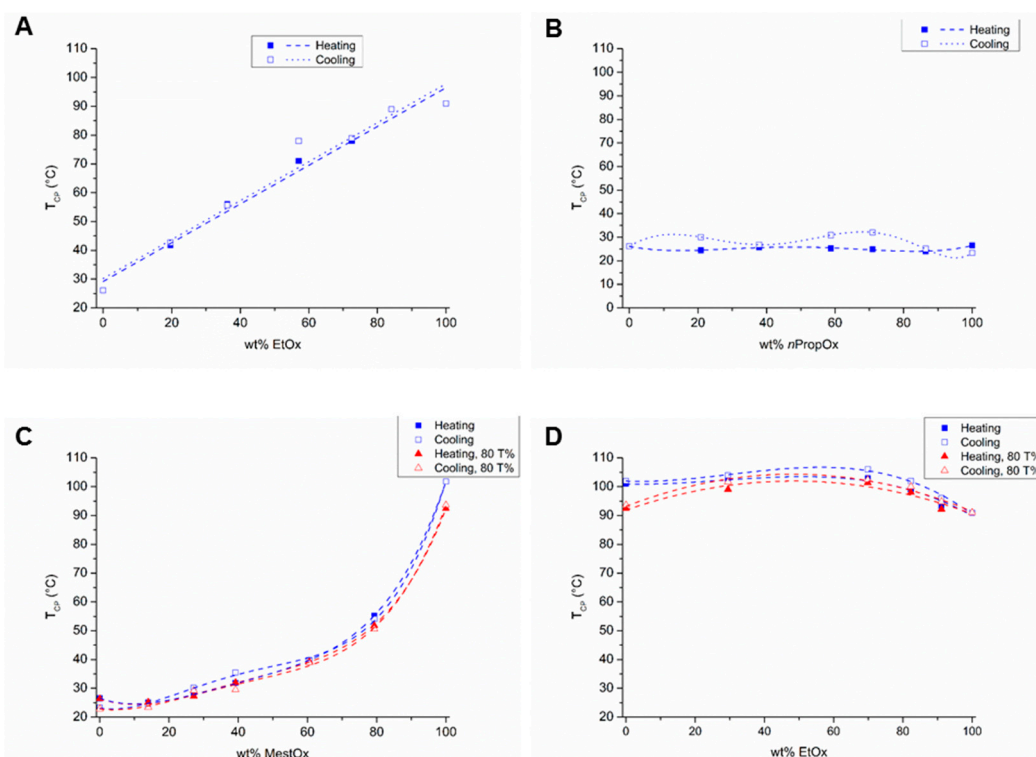 A
Heating
Cooling
110
100
90
80
70
60
50
40
30
20
T_CP (°C)
0 20 40 60 80 100
wt% EtOx
B
Heating
Cooling
110
100
90
80
70
60
50
40
30
20
10
0
T_CP (°C)
0 20 40 60 80 100
wt% nPropOx
C
Heating
Cooling
Heating, 80 T%
Cooling, 80 T%
110
100
90
80
70
60
50
40
30
20
T_CP (°C)
0 20 40 60 80 100
wt% MestOx
D
Heating
Cooling
Heating, 80 T%
Cooling, 80 T%
110
100
90
80
70
60
50
40
30
20
T_CP (°C)
0 20 40 60 80 100
wt% EtOx